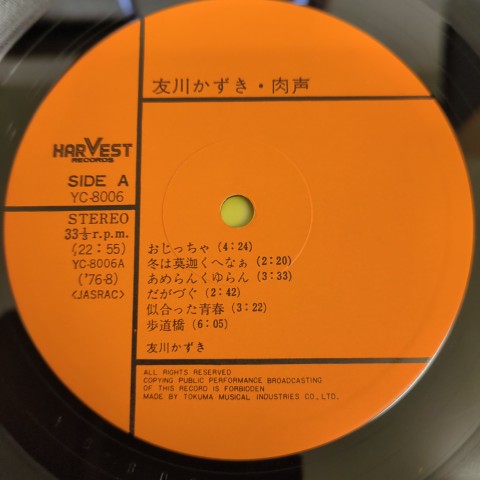 友川かずき・肉声
HARVEST
RECORDS
SIDE A
YC-8006
STEREO
33⅓r.p.m.
(22:55)
YC-8006A
('76·8)
<JASRAC>
おじっちゃ (4:24)
冬は莫迦くへなぁ (2:20)
あめらんくゆらん (3:33)
だがづぐ (2:42)
似合った青春 (3:22)
歩道橋 (6:05)
友川かずき
ALL RIGHTS RESERVED
COPYING PUBLIC PERFORMANCE BROADCASTING
OF THIS RECORD IS FORBIDDEN
MADE BY TOKUMA MUSICAL INDUSTRIES CO., LTD.